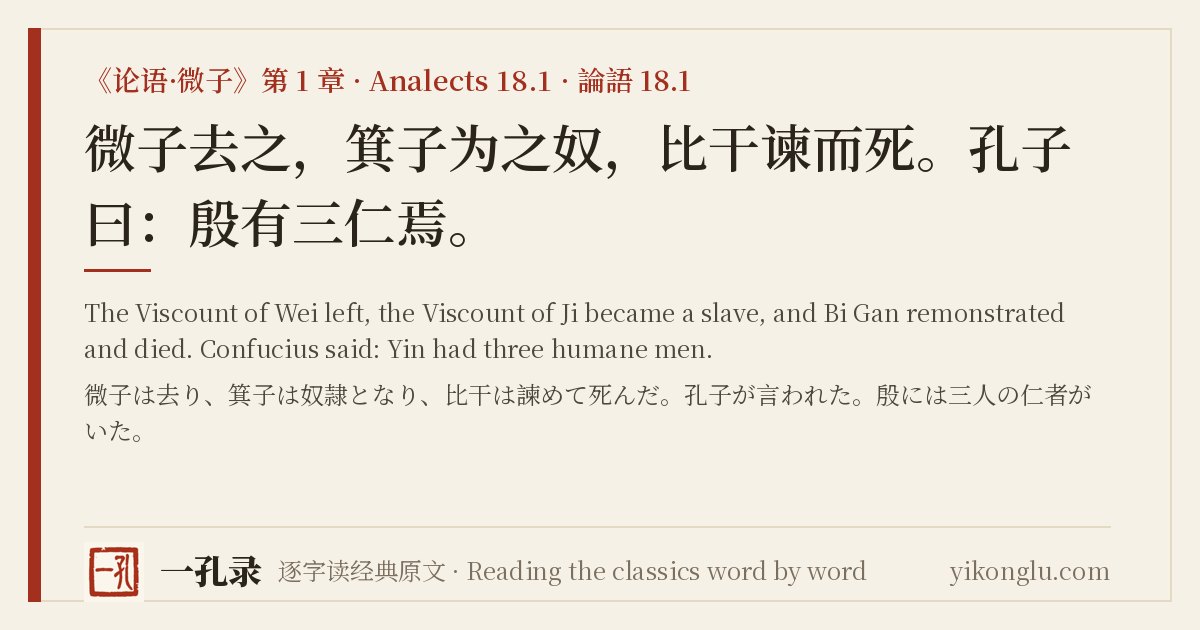 《论语·微子》第 1 章 · Analects 18.1 · 論語 18.1
微子去之，箕子为之奴，比干谏而死。孔子
曰：殷有三仁焉。
The Viscount of Wei left, the Viscount of Ji became a slave, and Bi Gan remonstrated
and died. Confucius said: Yin had three humane men.
微子は去り、箕子は奴隷となり、比干は諫めて死んだ。孔子が言われた。殷には三人の仁者が
いた。
一孔 一孔录 逐字读经典原文 · Reading the classics word by word yikonglu.com